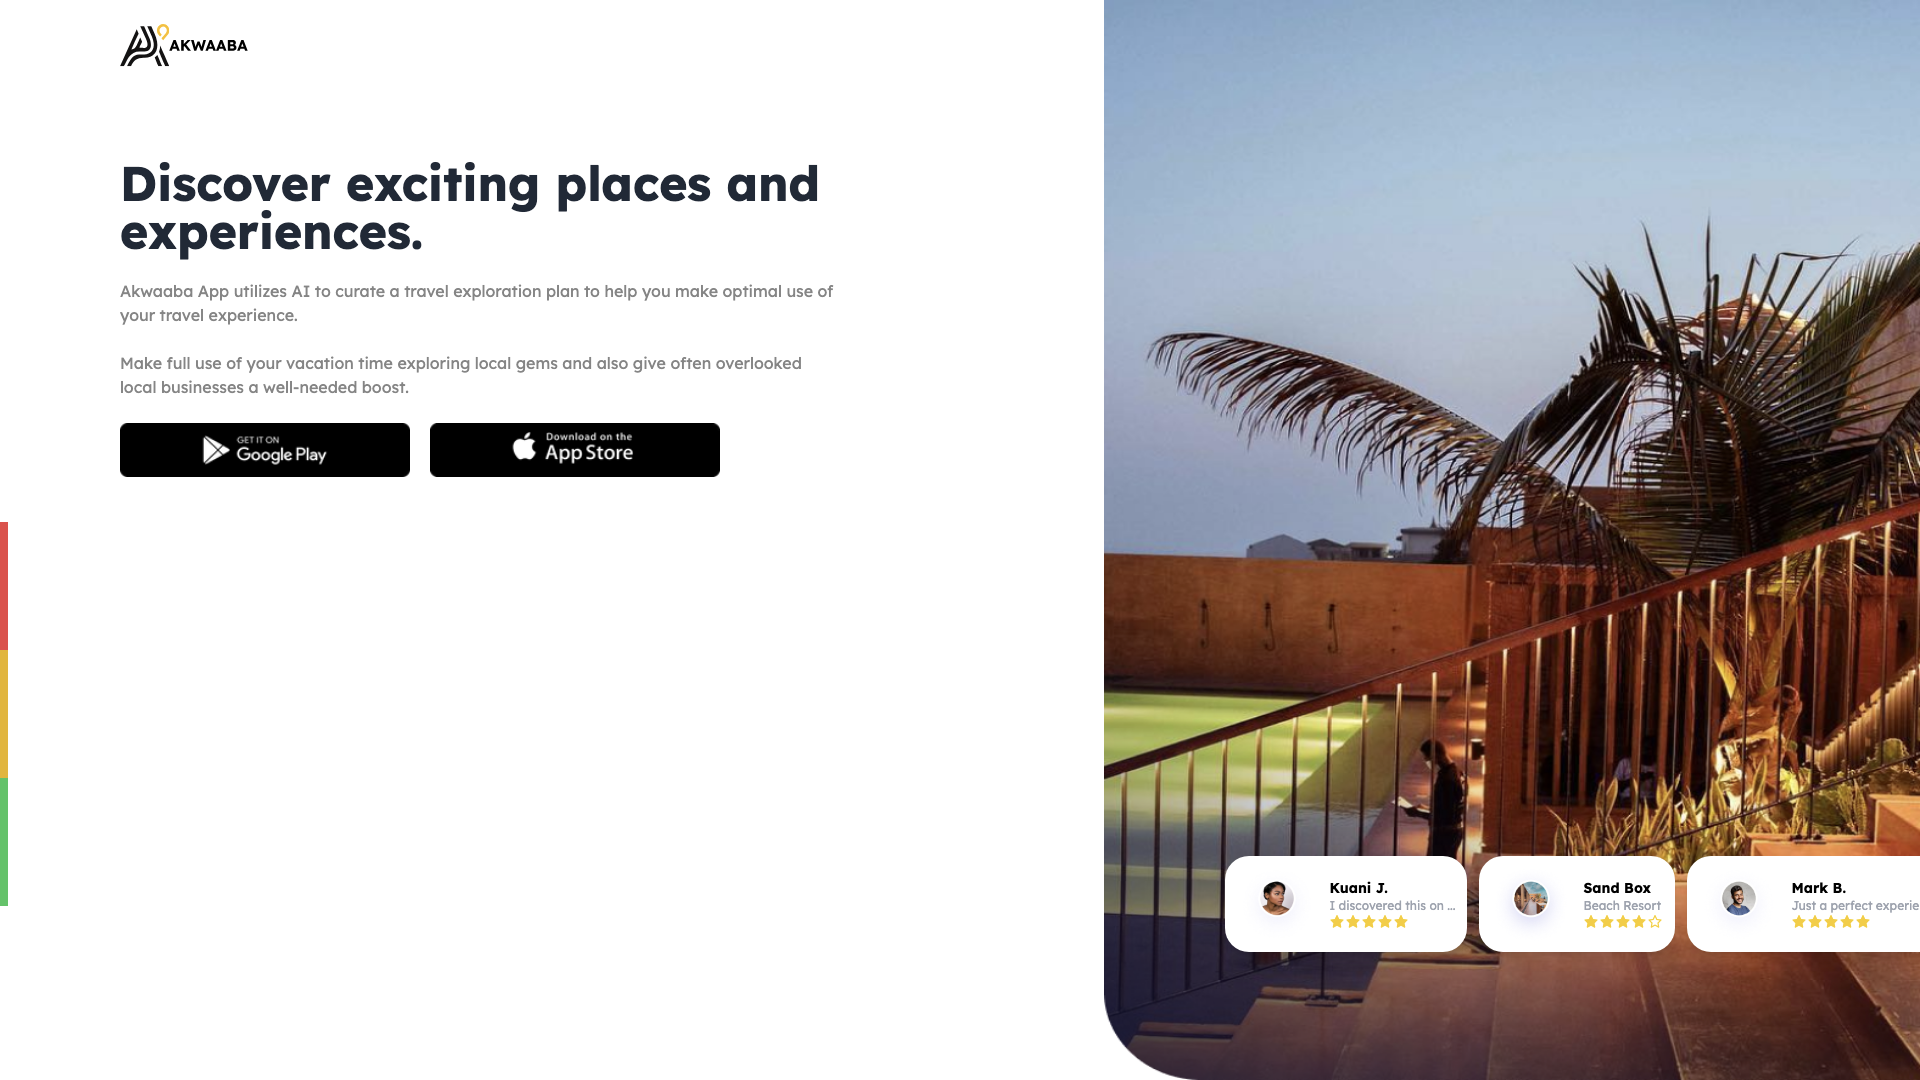 AKWAABA
Discover exciting places and
experiences.
Akwaaba App utilizes AI to curate a travel exploration plan to help you make optimal use of
your travel experience.
Make full use of your vacation time exploring local gems and also give often overlooked
local businesses a well-needed boost.
GET IT ON
Google Play
Download on the
App Store
Kuani J.
I discovered this on ...
Sand Box
Beach Resort
Mark B.
Just a perfect experie